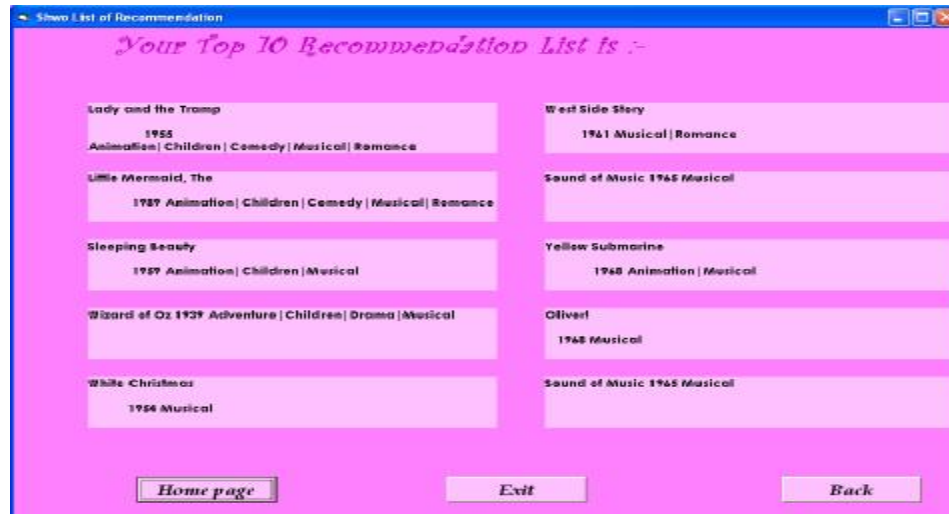 Shwo List of Recommendation
Your Top 10 Recommendation List is :-
Lady and the Tramp
1955
Animation|Children|Comedy|Musical|Romance
Little Mermaid, The
1989 Animation|Children|Comedy|Musical|Romance
Sleeping Beauty
1959 Animation|Children|Musical
Wizard of Oz 1939 Adventure|Children|Drama|Musical
White Christmas
1954 Musical
West Side Story
1961 Musical|Romance
Sound of Music 1965 Musical
Yellow Submarine
1968 Animation|Musical
Oliver!
1968 Musical
Sound of Music 1965 Musical
Home page
Exit
Back